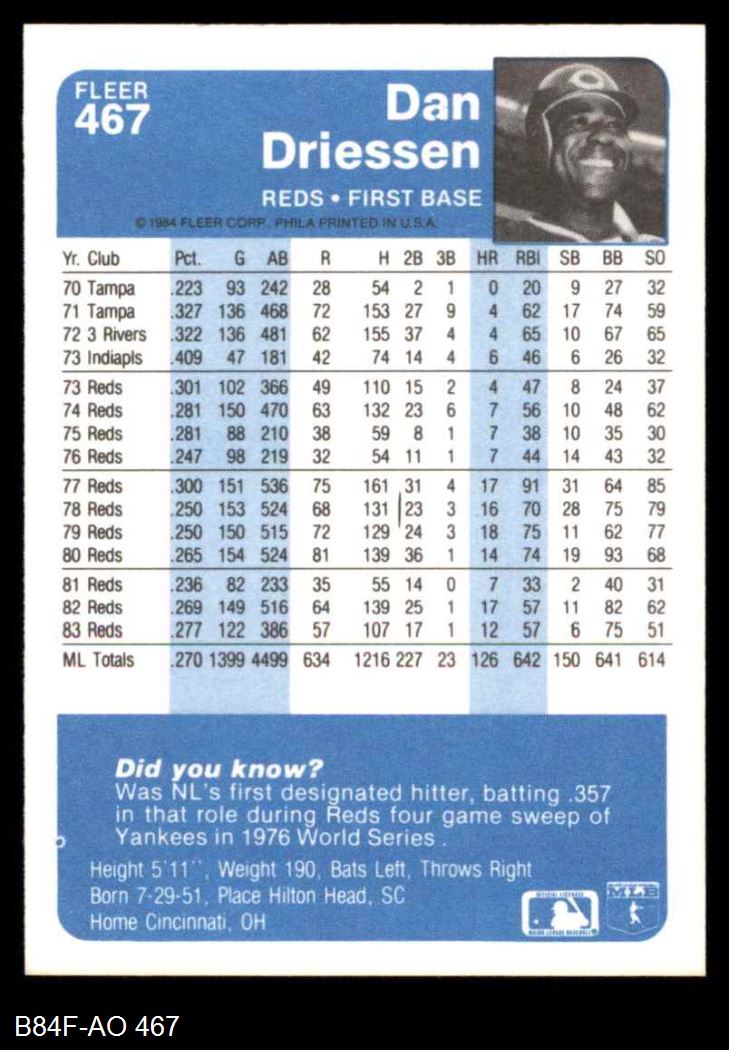 FLEER
467
Dan
Driessen
REDS • FIRST BASE
© 1984 FLEER CORP. PHILA PRINTED IN U.S.A.
Yr. Club Pct. G AB R H 2B 3B HR RBI SB BB SO
70 Tampa .223 93 242 28 54 2 1 0 20 9 27 32
71 Tampa .327 136 468 72 153 27 9 4 62 17 74 59
72 3 Rivers .322 136 481 62 155 37 4 4 65 10 67 65
73 Indiapls .409 47 181 42 74 14 4 6 46 6 26 32
73 Reds .301 102 366 49 110 15 2 4 47 8 24 37
74 Reds .281 150 470 63 132 23 6 7 56 10 48 62
75 Reds .281 88 210 38 59 8 1 7 38 10 35 30
76 Reds .247 98 219 32 54 11 1 7 44 14 43 32
77 Reds .300 151 536 75 161 31 4 17 91 31 64 85
78 Reds .250 153 524 68 131 23 3 16 70 28 75 79
79 Reds .250 150 515 72 129 24 3 18 75 11 62 77
80 Reds .265 154 524 81 139 36 1 14 74 19 93 68
81 Reds .236 82 233 35 55 14 0 7 33 2 40 31
82 Reds .269 149 516 64 139 25 1 17 57 11 82 62
83 Reds .277 122 386 57 107 17 1 12 57 6 75 51
ML Totals .270 1399 4499 634 1216 227 23 126 642 150 641 614
Did you know?
Was NL's first designated hitter, batting .357
in that role during Reds four game sweep of
Yankees in 1976 World Series.
Height 5'11", Weight 190, Bats Left, Throws Right
Born 7-29-51, Place Hilton Head, SC
Home Cincinnati, OH
OFFICIAL LICENSEE
MAJOR LEAGUE BASEBALL
MLB
B84F-AO 467